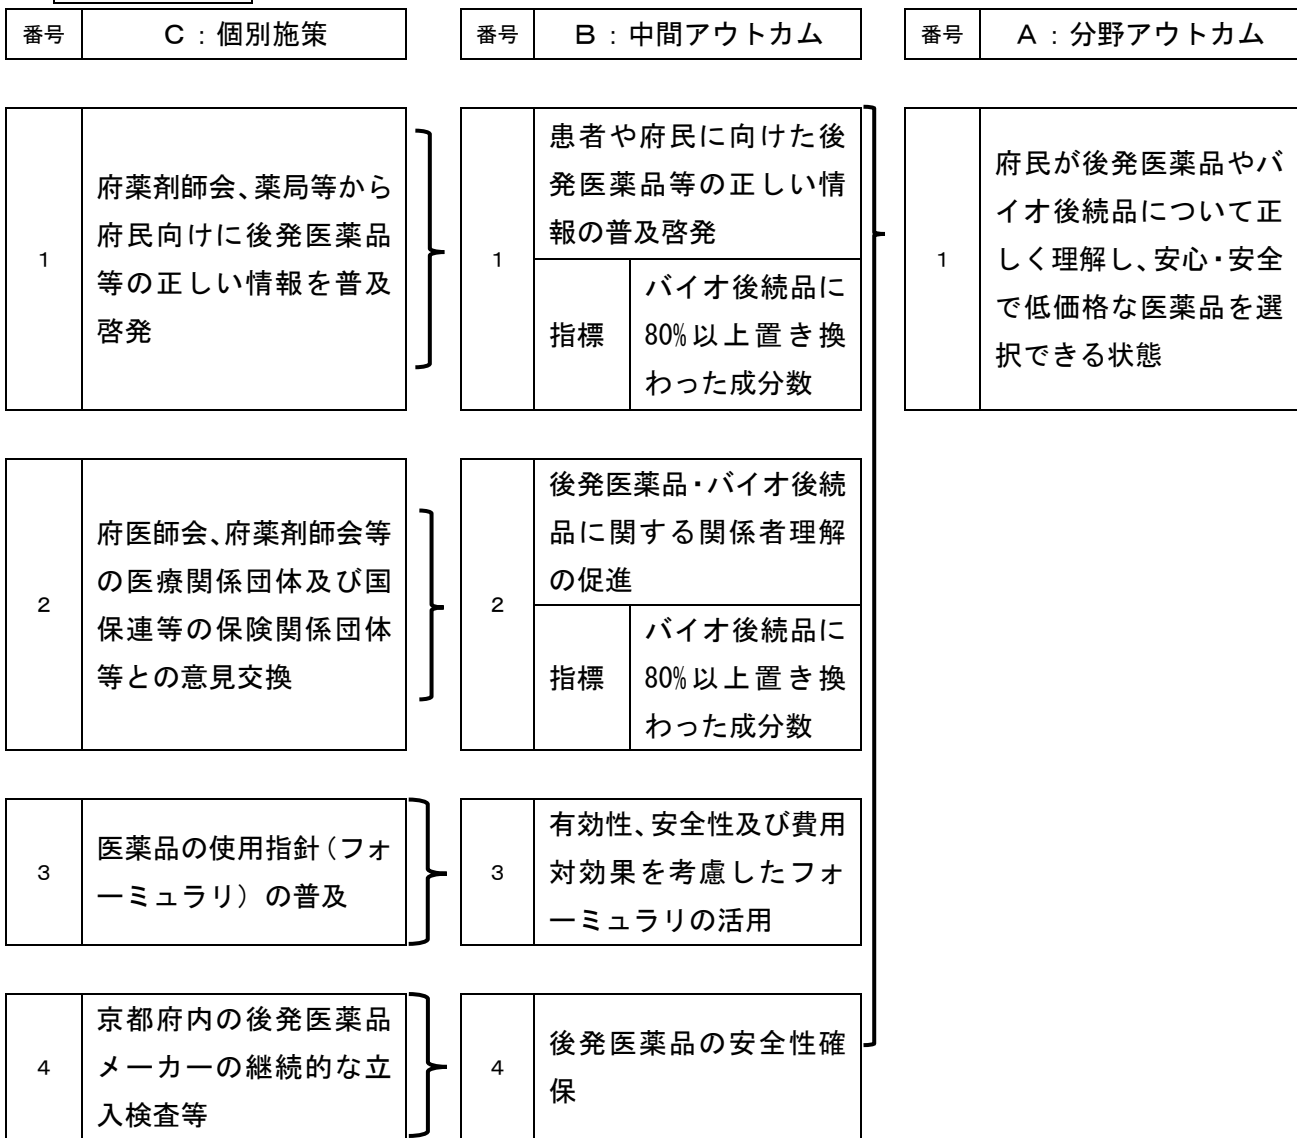 番号
C：個別施策
番号
B：中間アウトカム
番号
A：分野アウトカム
1
府薬剤師会、薬局等から
府民向けに後発医薬品
等の正しい情報を普及
啓発
1
患者や府民に向けた後
発医薬品等の正しい情
報の普及啓発
指標
バイオ後続品に
80%以上置き換
わった成分数
1
府民が後発医薬品やバ
イオ後続品について正
しく理解し、安心・安全
で低価格な医薬品を選
択できる状態
2
府医師会、府薬剤師会等
の医療関係団体及び国
保連等の保険関係団体
等との意見交換
2
後発医薬品・バイオ後続
品に関する関係者理解
の促進
指標
バイオ後続品に
80%以上置き換
わった成分数
3
医薬品の使用指針（フォ
ーミュラリ）の普及
3
有効性、安全性及び費用
対効果を考慮したフォ
ーミュラリの活用
4
京都府内の後発医薬品
メーカーの継続的な立
入検査等
4
後発医薬品の安全性確
保